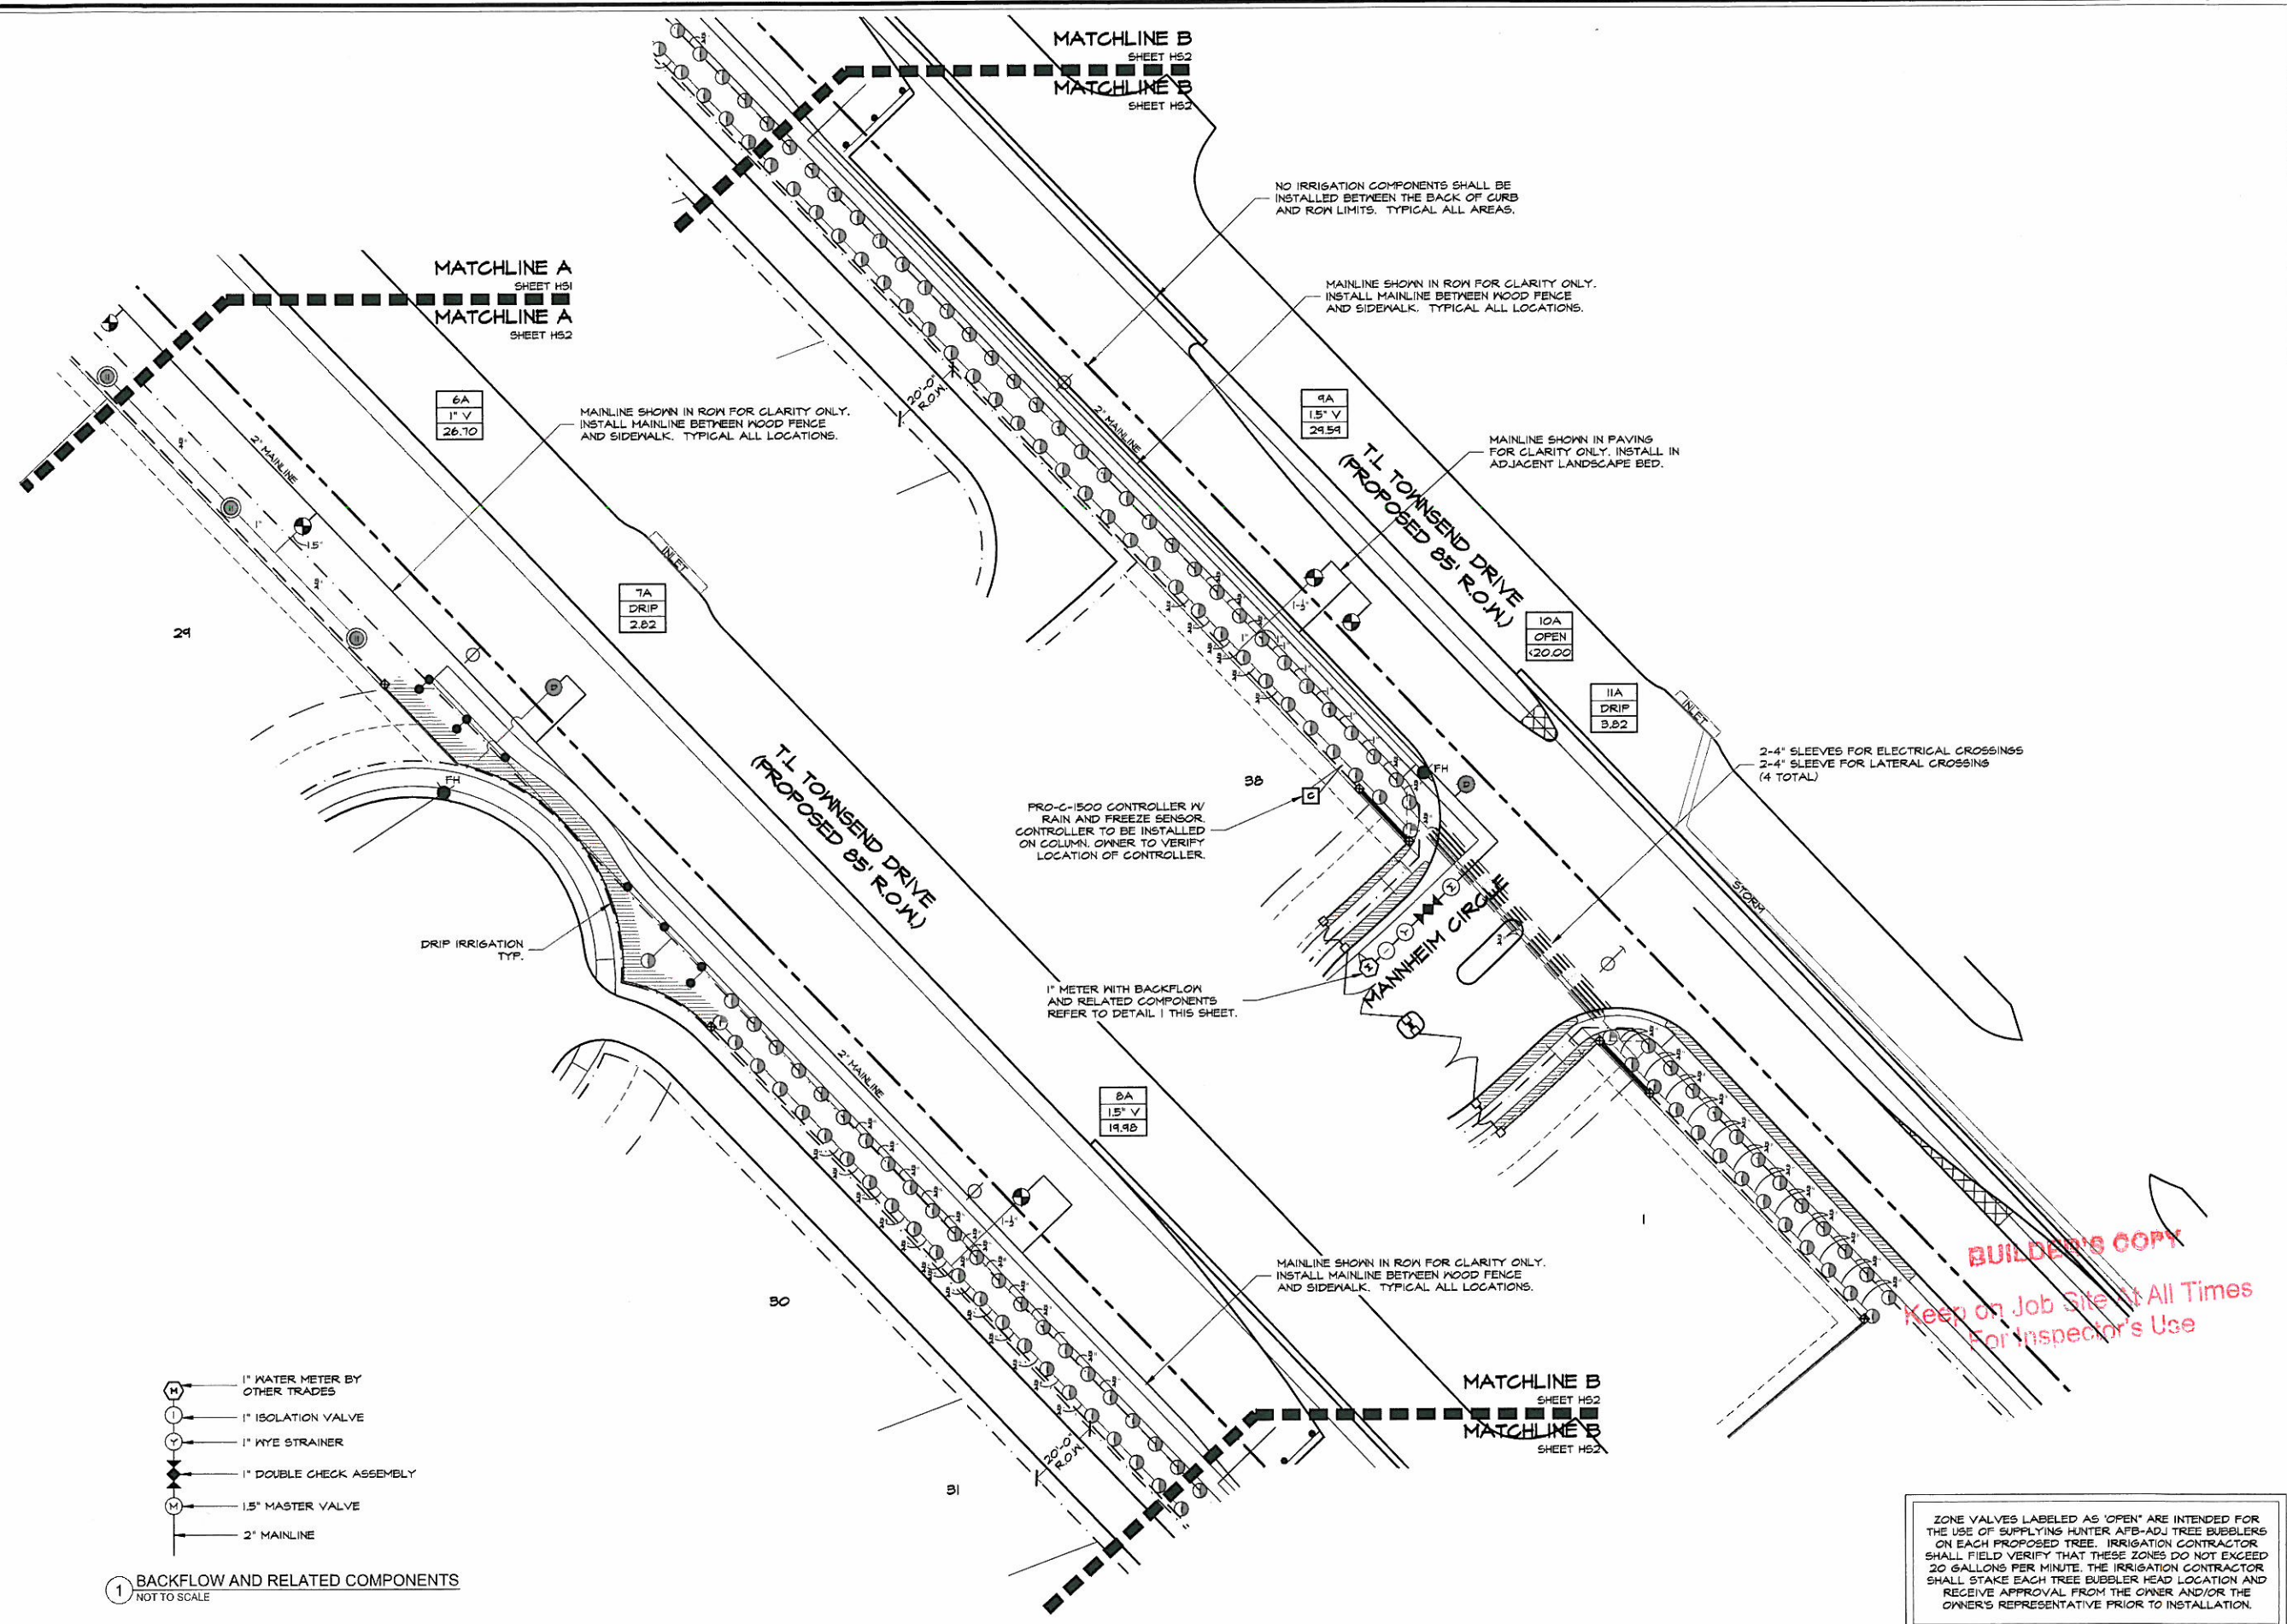 MATCHLINE B
SHEET HS2
MATCHLINE B
SHEET HS2
NO IRRIGATION COMPONENTS SHALL BE
INSTALLED BETWEEN THE BACK OF CURB
AND ROW LIMITS. TYPICAL ALL AREAS.
MATCHLINE A
SHEET HS1
MATCHLINE A
SHEET HS2
MAINLINE SHOWN IN ROW FOR CLARITY ONLY.
INSTALL MAINLINE BETWEEN WOOD FENCE
AND SIDEWALK. TYPICAL ALL LOCATIONS.
6A
1" V
26.70
MAINLINE SHOWN IN ROW FOR CLARITY ONLY.
INSTALL MAINLINE BETWEEN WOOD FENCE
AND SIDEWALK. TYPICAL ALL LOCATIONS.
20'-0"
R.O.W.
2" MAINLINE
9A
1.5" V
29.59
MAINLINE SHOWN IN PAVING
FOR CLARITY ONLY. INSTALL IN
ADJACENT LANDSCAPE BED.
T.L. TOWNSEND DRIVE
(PROPOSED 85' R.O.W.)
2" MAINLINE
1"
1.5"
INLET
7A
DRIP
2.82
29
1-½"
10A
OPEN
<20.00
11A
DRIP
3.82
INLET
D
FH
T.L. TOWNSEND DRIVE
(PROPOSED 85' R.O.W.)
38
C
FH
D
2-4" SLEEVES FOR ELECTRICAL CROSSINGS
2-4" SLEEVE FOR LATERAL CROSSING
(4 TOTAL)
PRO-C-1500 CONTROLLER W/
RAIN AND FREEZE SENSOR.
CONTROLLER TO BE INSTALLED
ON COLUMN. OWNER TO VERIFY
LOCATION OF CONTROLLER.
STORM
MANNHEIM CIRCLE
DRIP IRRIGATION
TYP.
1" METER WITH BACKFLOW
AND RELATED COMPONENTS
REFER TO DETAIL 1 THIS SHEET.
2" MAINLINE
8A
1.5" V
19.98
1-½"
1
BUILDER'S COPY
Keep on Job Site At All Times
For Inspector's Use
MAINLINE SHOWN IN ROW FOR CLARITY ONLY.
INSTALL MAINLINE BETWEEN WOOD FENCE
AND SIDEWALK. TYPICAL ALL LOCATIONS.
30
MATCHLINE B
SHEET HS2
MATCHLINE B
SHEET HS2
20'-0"
R.O.W.
31
M
1" WATER METER BY
OTHER TRADES
I
1" ISOLATION VALVE
Y
1" WYE STRAINER
1" DOUBLE CHECK ASSEMBLY
M
1.5" MASTER VALVE
2" MAINLINE
1
BACKFLOW AND RELATED COMPONENTS
NOT TO SCALE
ZONE VALVES LABELED AS "OPEN" ARE INTENDED FOR
THE USE OF SUPPLYING HUNTER AFB-ADJ TREE BUBBLERS
ON EACH PROPOSED TREE. IRRIGATION CONTRACTOR
SHALL FIELD VERIFY THAT THESE ZONES DO NOT EXCEED
20 GALLONS PER MINUTE. THE IRRIGATION CONTRACTOR
SHALL STAKE EACH TREE BUBBLER HEAD LOCATION AND
RECEIVE APPROVAL FROM THE OWNER AND/OR THE
OWNER'S REPRESENTATIVE PRIOR TO INSTALLATION.